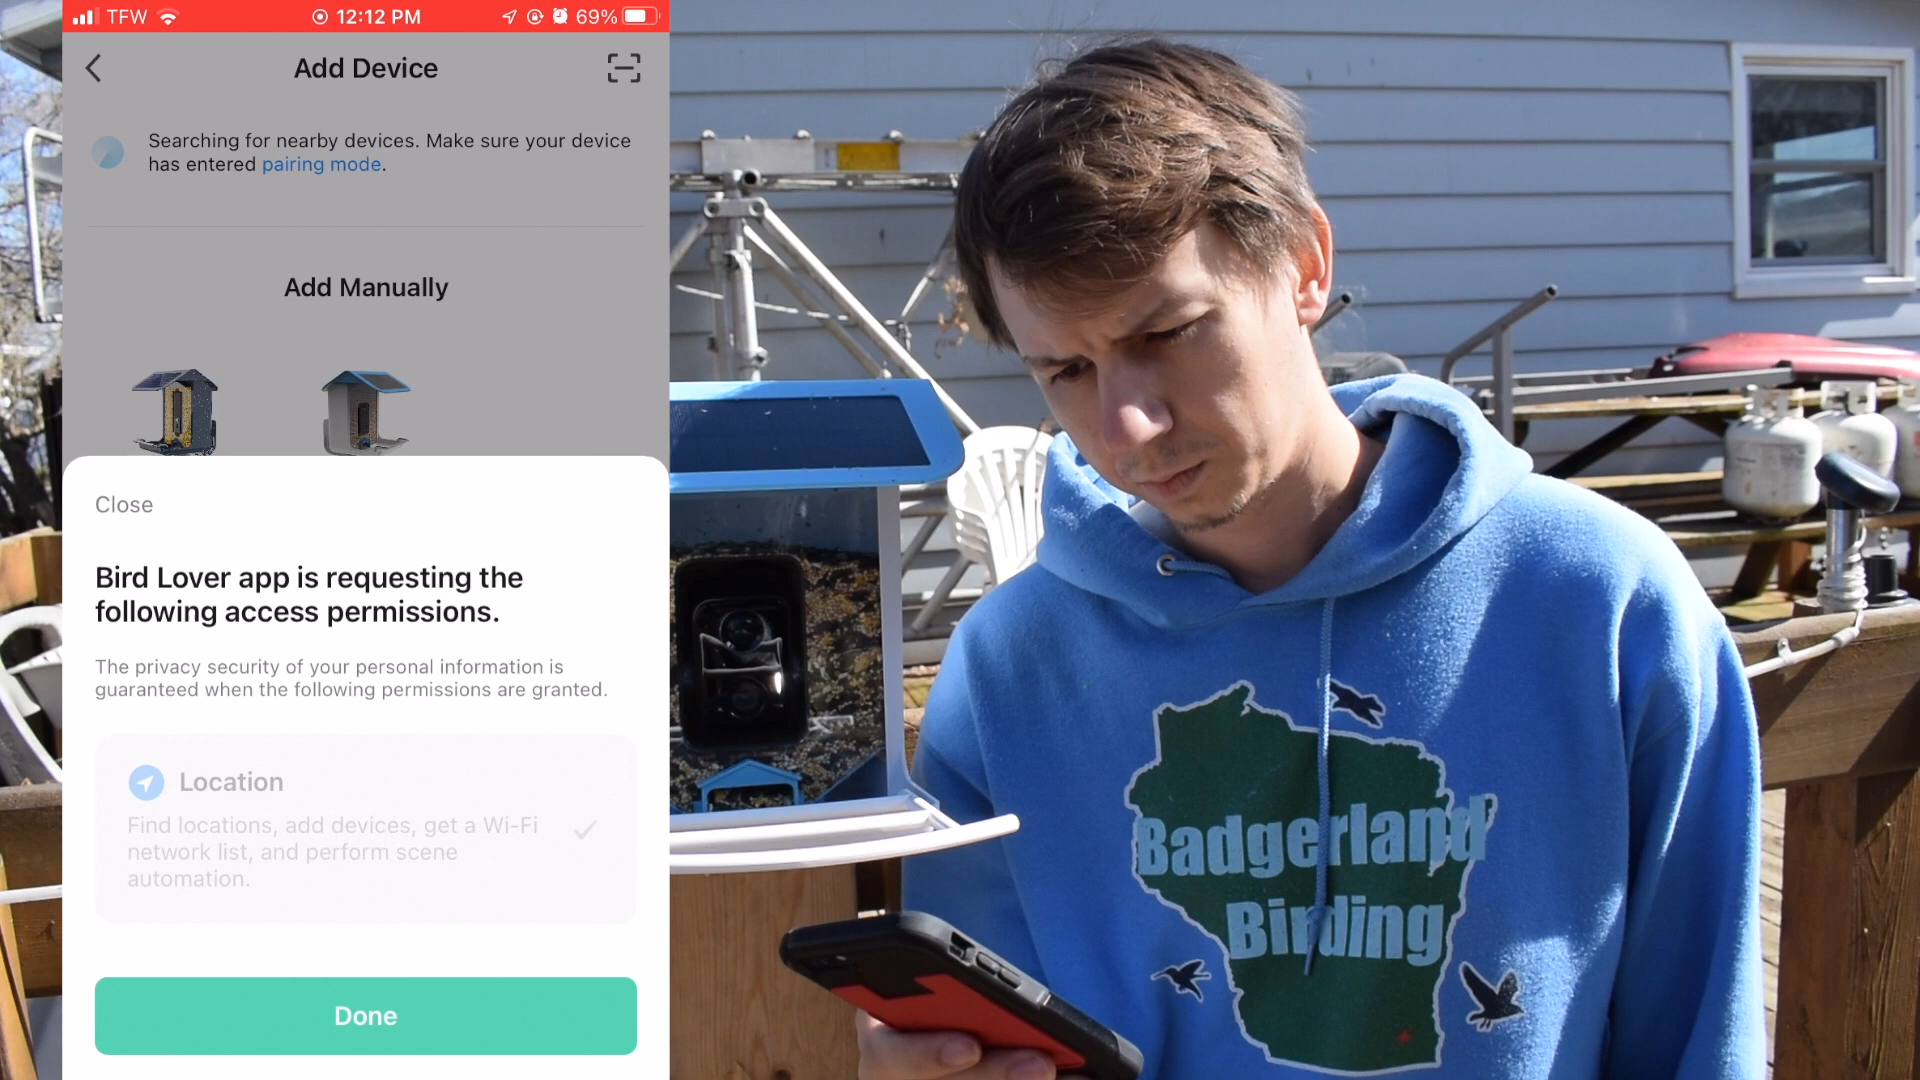 TFW 12:12 PM 69%
Add Device
Searching for nearby devices. Make sure your device
has entered pairing mode.
Add Manually
Close
Bird Lover app is requesting the
following access permissions.
The privacy security of your personal information is
guaranteed when the following permissions are granted.
Location
Find locations, add devices, get a Wi-Fi
network list, and perform scene
automation.
Done
Badgerland
Birding